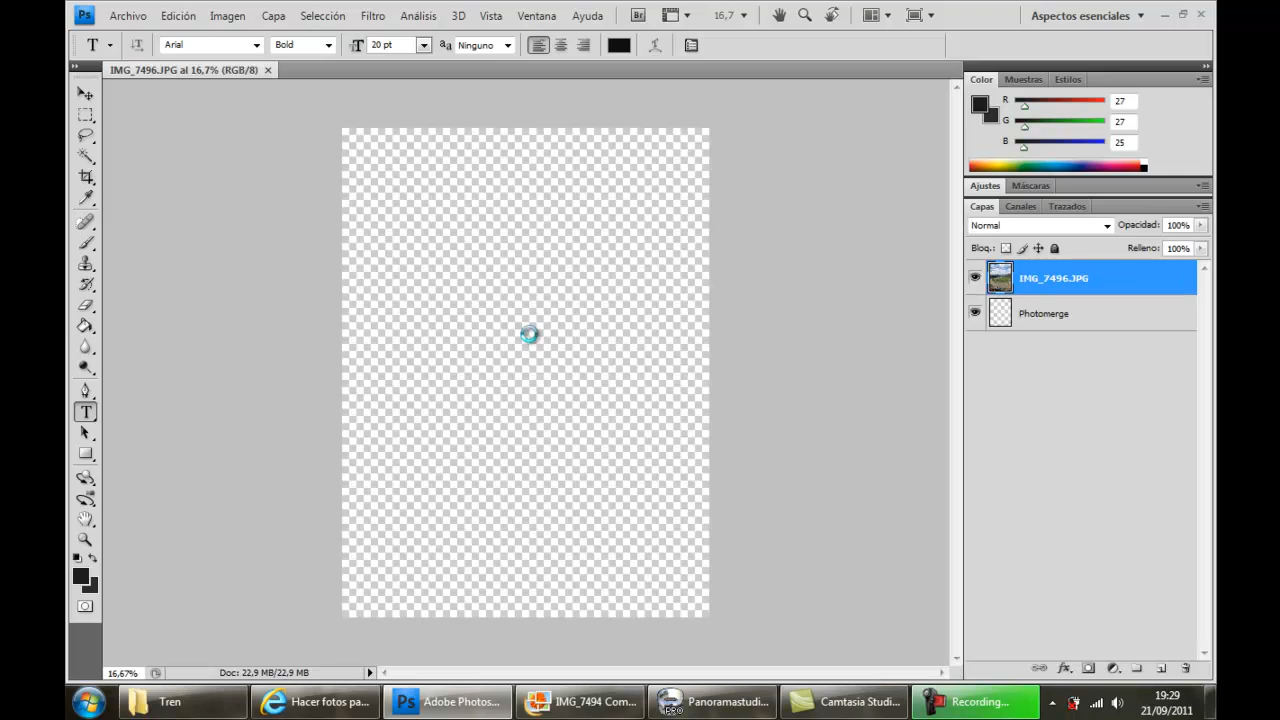 Ps Archivo Edición Imagen Capa Selección Filtro Análisis 3D Vista Ventana Ayuda Br 16,7 Aspectos esenciales
T Arial Bold 20 pt Ninguno
IMG_7496.JPG al 16,7% (RGB/8)
Color Muestras Estilos
R 27
G 27
B 25
Ajustes Máscaras
Capas Canales Trazados
Normal Opacidad: 100%
Bloq.: Relleno: 100%
IMG_7496.JPG
Photomerge
16,67% Doc: 22,9 MB/22,9 MB
Tren Hacer fotos pa... Ps Adobe Photos... IMG_7494 Com... Panoramastudi... Camtasia Studi... Recording...
19:29
21/09/2011